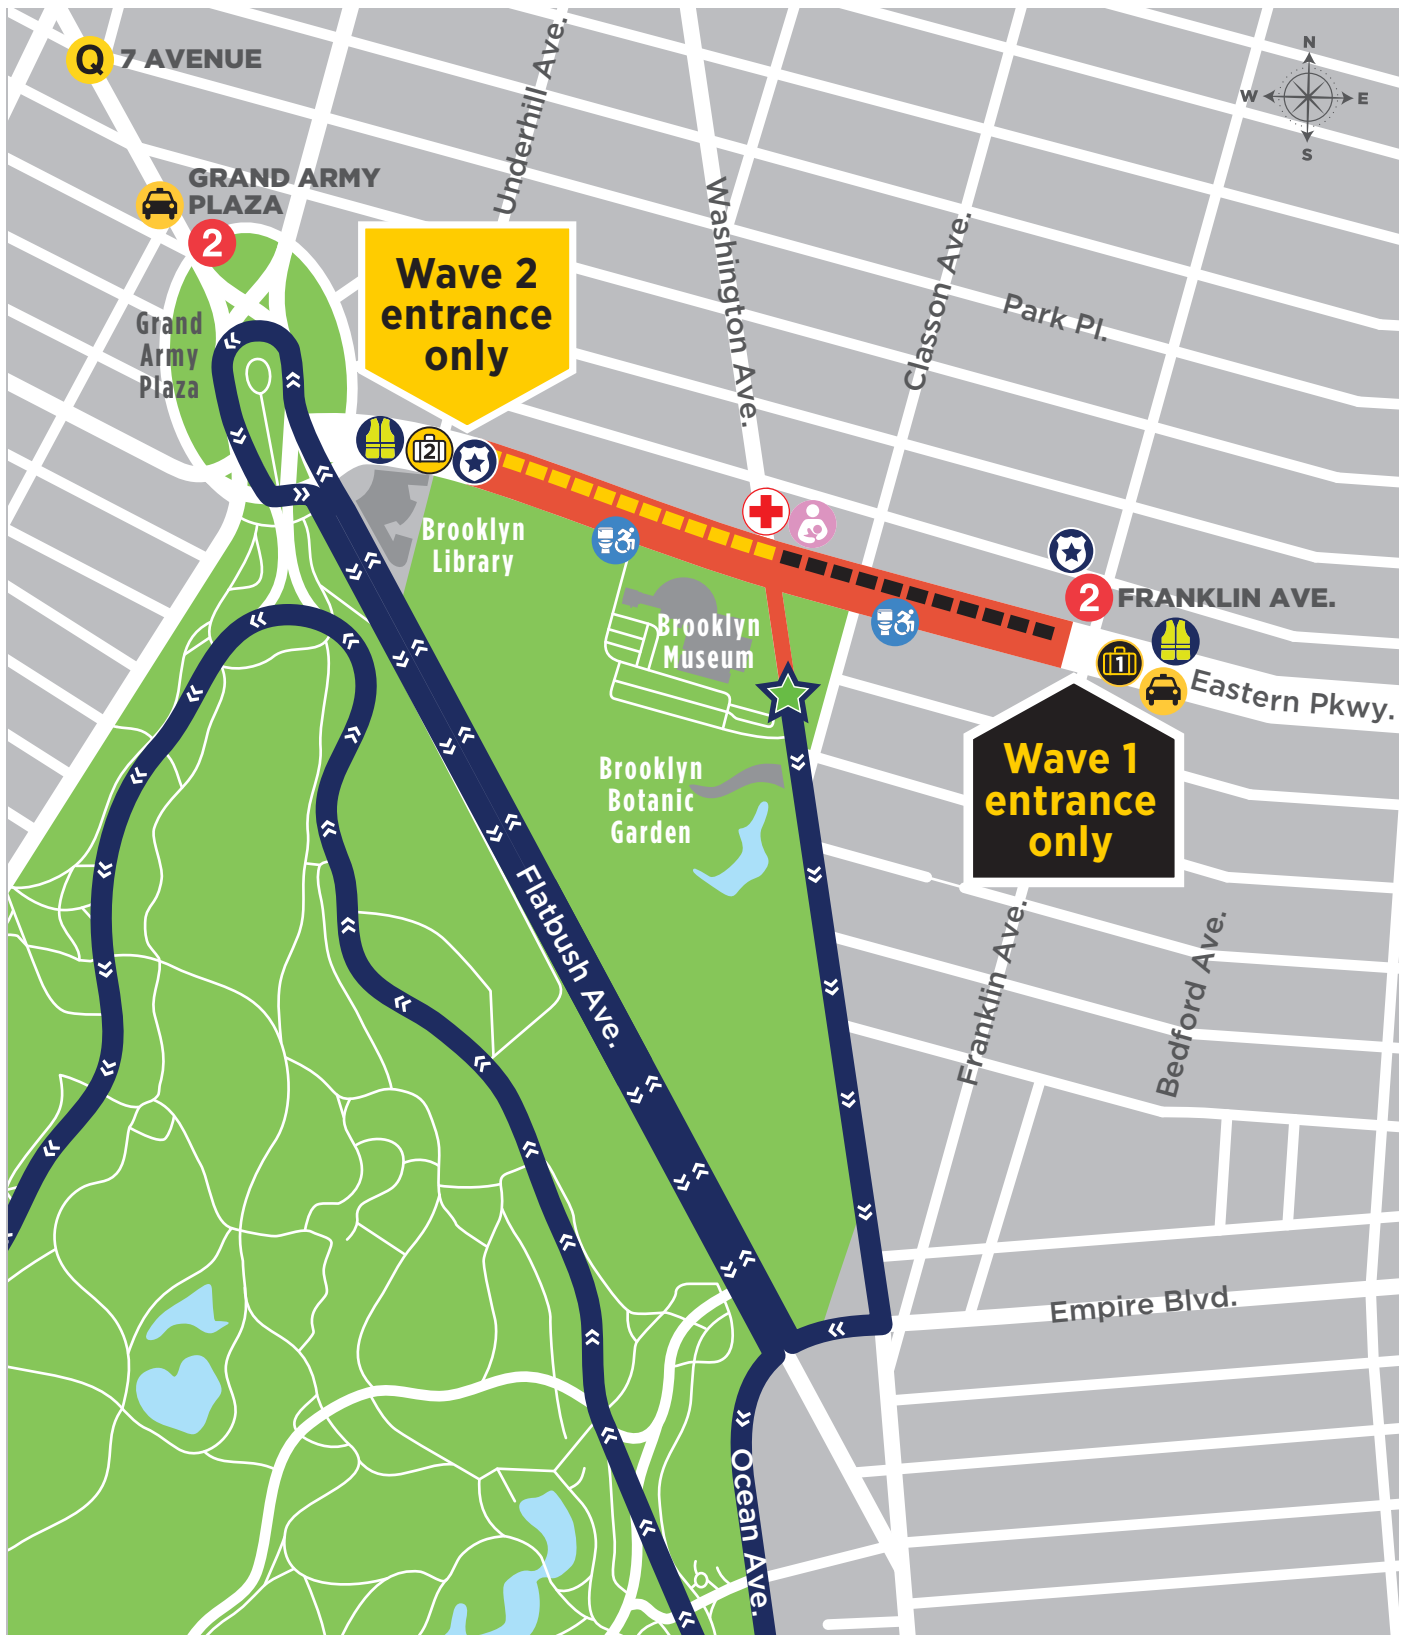 Q
7 AVENUE
Underhill Ave.
N
W
E
S
GRAND ARMY
PLAZA
2
Washington Ave.
Classon Ave.
Wave 2
entrance
only
Park Pl.
Grand
Army
Plaza
2
Brooklyn
Library
2
FRANKLIN AVE.
Brooklyn
Museum
1
Eastern Pkwy.
Wave 1
entrance
only
Brooklyn
Botanic
Garden
Flatbush Ave.
Franklin Ave.
Bedford Ave.
Empire Blvd.
Ocean Ave.